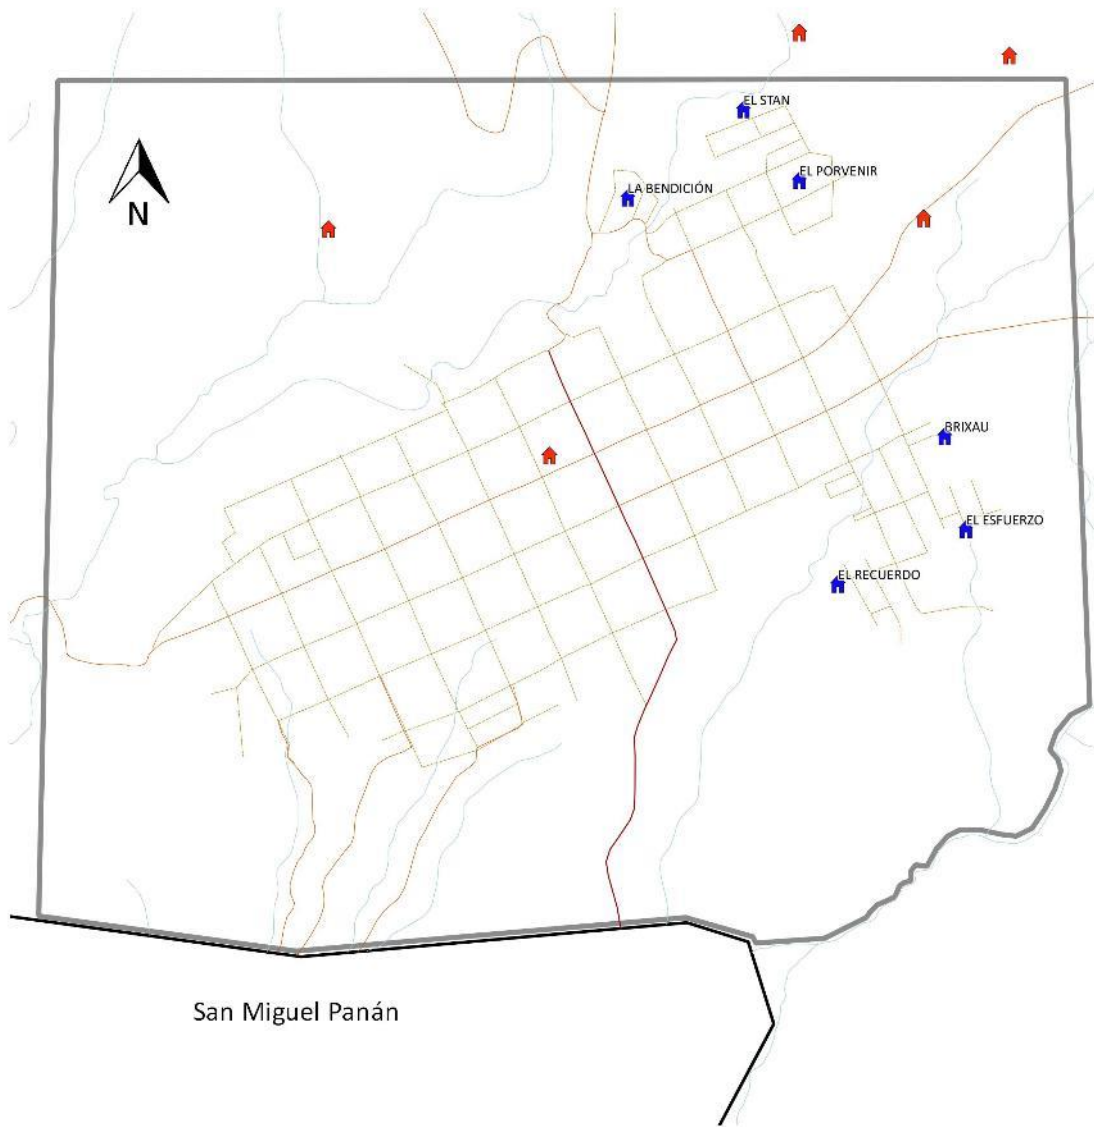 EL STAN
EL PORVENIR
LA BENDICIÓN
N
BRIXAU
EL ESFUERZO
EL RECUERDO
San Miguel Panán